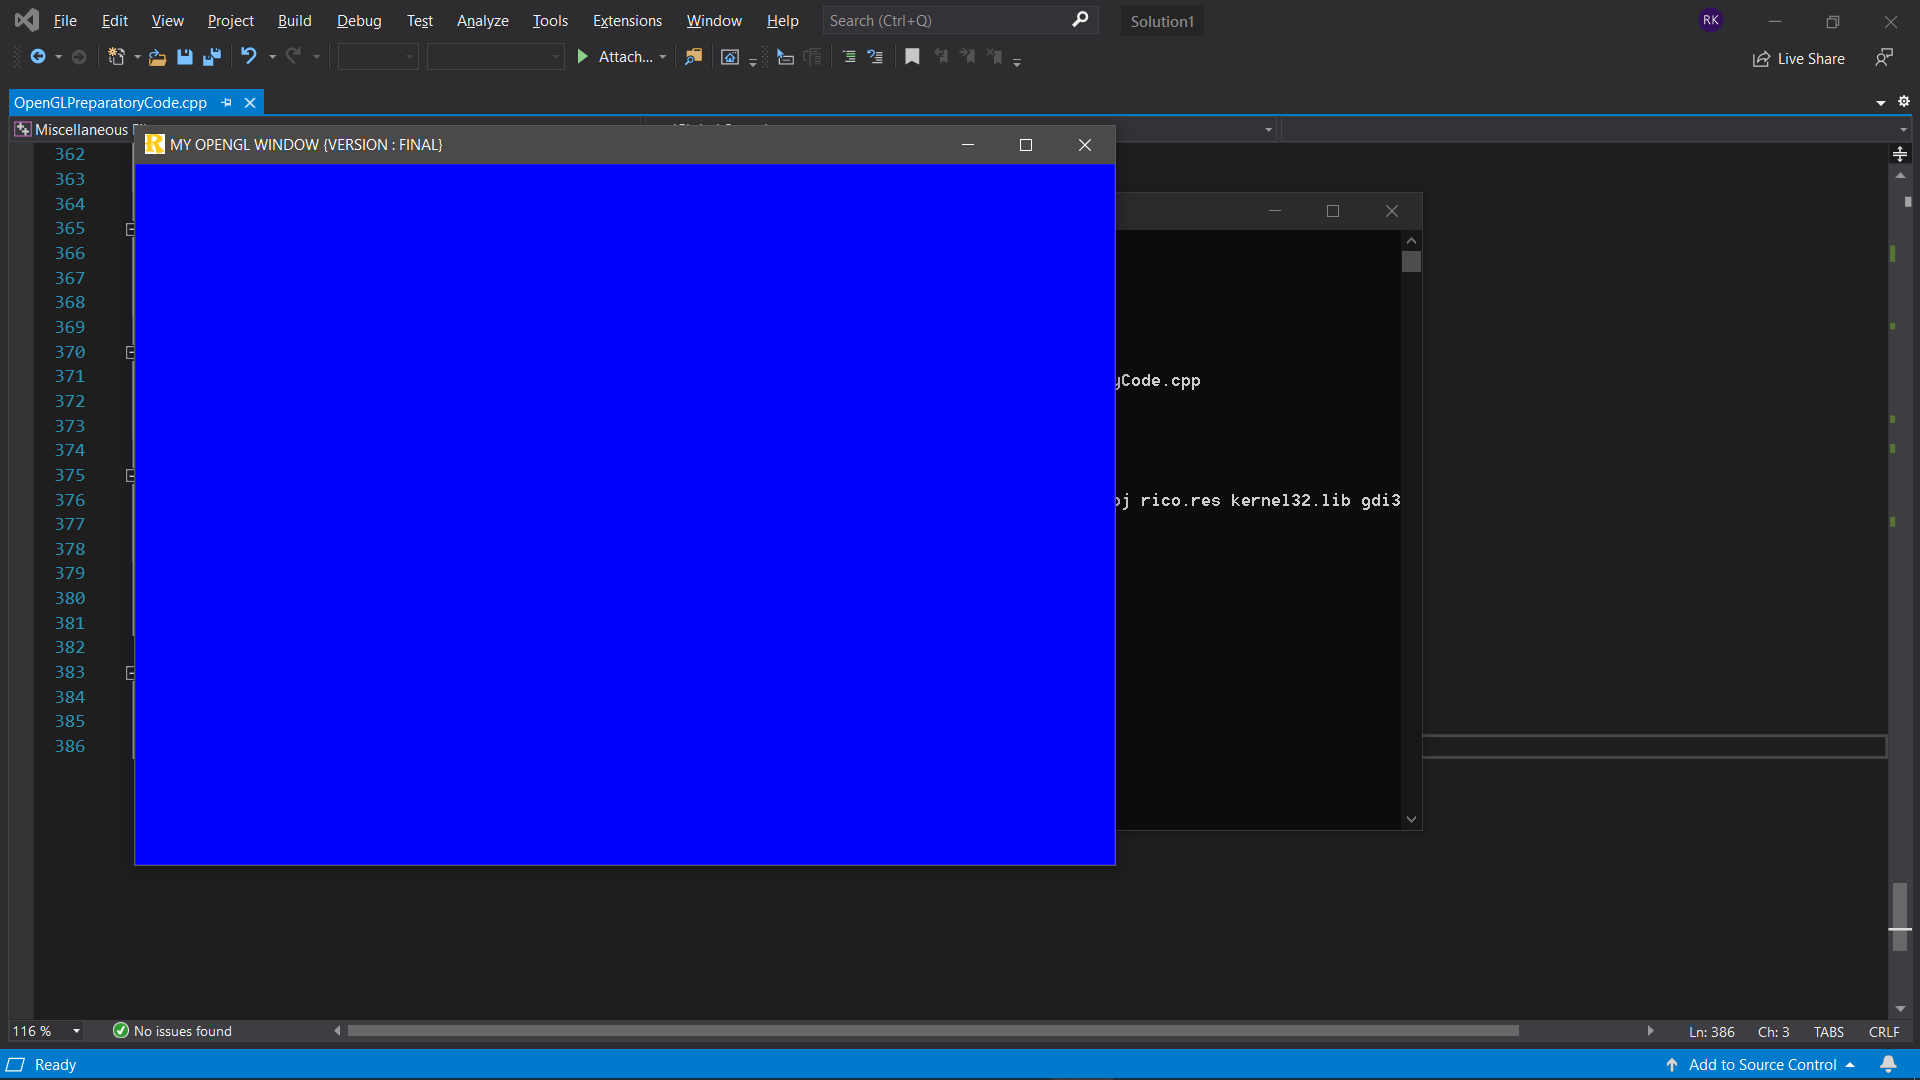 File Edit View Project Build Debug Test Analyze Tools Extensions Window Help Search (Ctrl+Q) Solution1 RK
Attach... Live Share
OpenGLPreparatoryCode.cpp
Miscellaneous
R MY OPENGL WINDOW {VERSION : FINAL}
362
363
364
365
366
367
368
369
370
371
yCode.cpp
372
373
374
375
376
j rico.res kernel32.lib gdi3
377
378
379
380
381
382
383
384
385
386
116 % No issues found Ln: 386 Ch: 3 TABS CRLF
Ready Add to Source Control